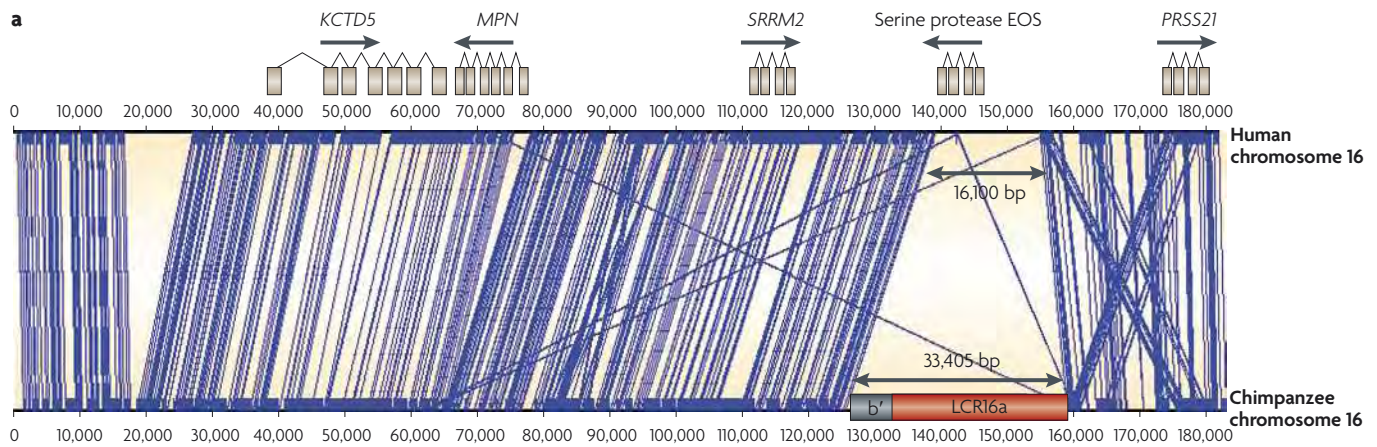 a
KCTD5 MPN SRRM2 Serine protease EOS PRSS21
0 10,000 20,000 30,000 40,000 50,000 60,000 70,000 80,000 90,000 100,000 110,000 120,000 130,000 140,000 150,000 160,000 170,000 180,000
Human
chromosome 16
16,100 bp
33,405 bp
b′ LCR16a
Chimpanzee
chromosome 16
0 10,000 20,000 30,000 40,000 50,000 60,000 70,000 80,000 90,000 100,000 110,000 120,000 130,000 140,000 150,000 160,000 170,000 180,000